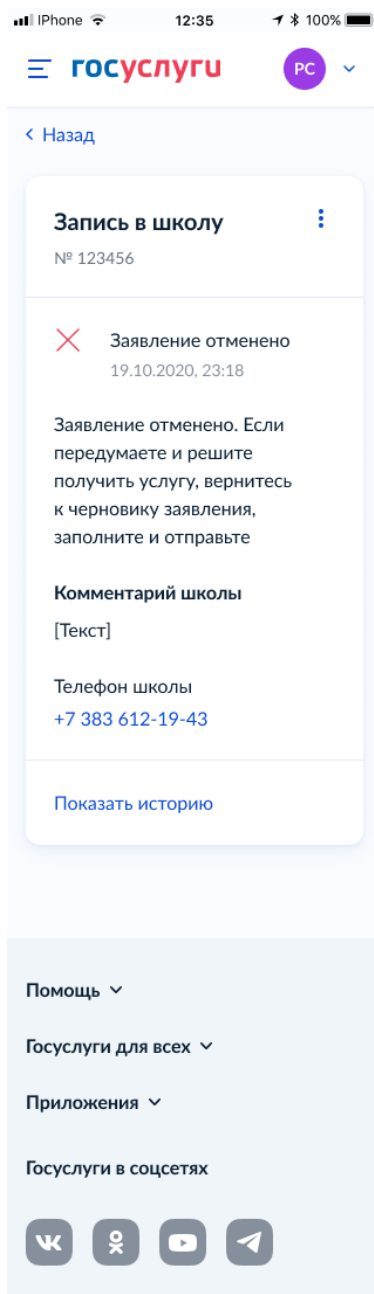 IPhone 12:35 100%
госуслуги РС
Назад
Запись в школу
№ 123456
Заявление отменено
19.10.2020, 23:18
Заявление отменено. Если
передумаете и решите
получить услугу, вернитесь
к черновику заявления,
заполните и отправьте
Комментарий школы
[Текст]
Телефон школы
+7 383 612-19-43
Показать историю
Помощь
Госуслуги для всех
Приложения
Госуслуги в соцсетях